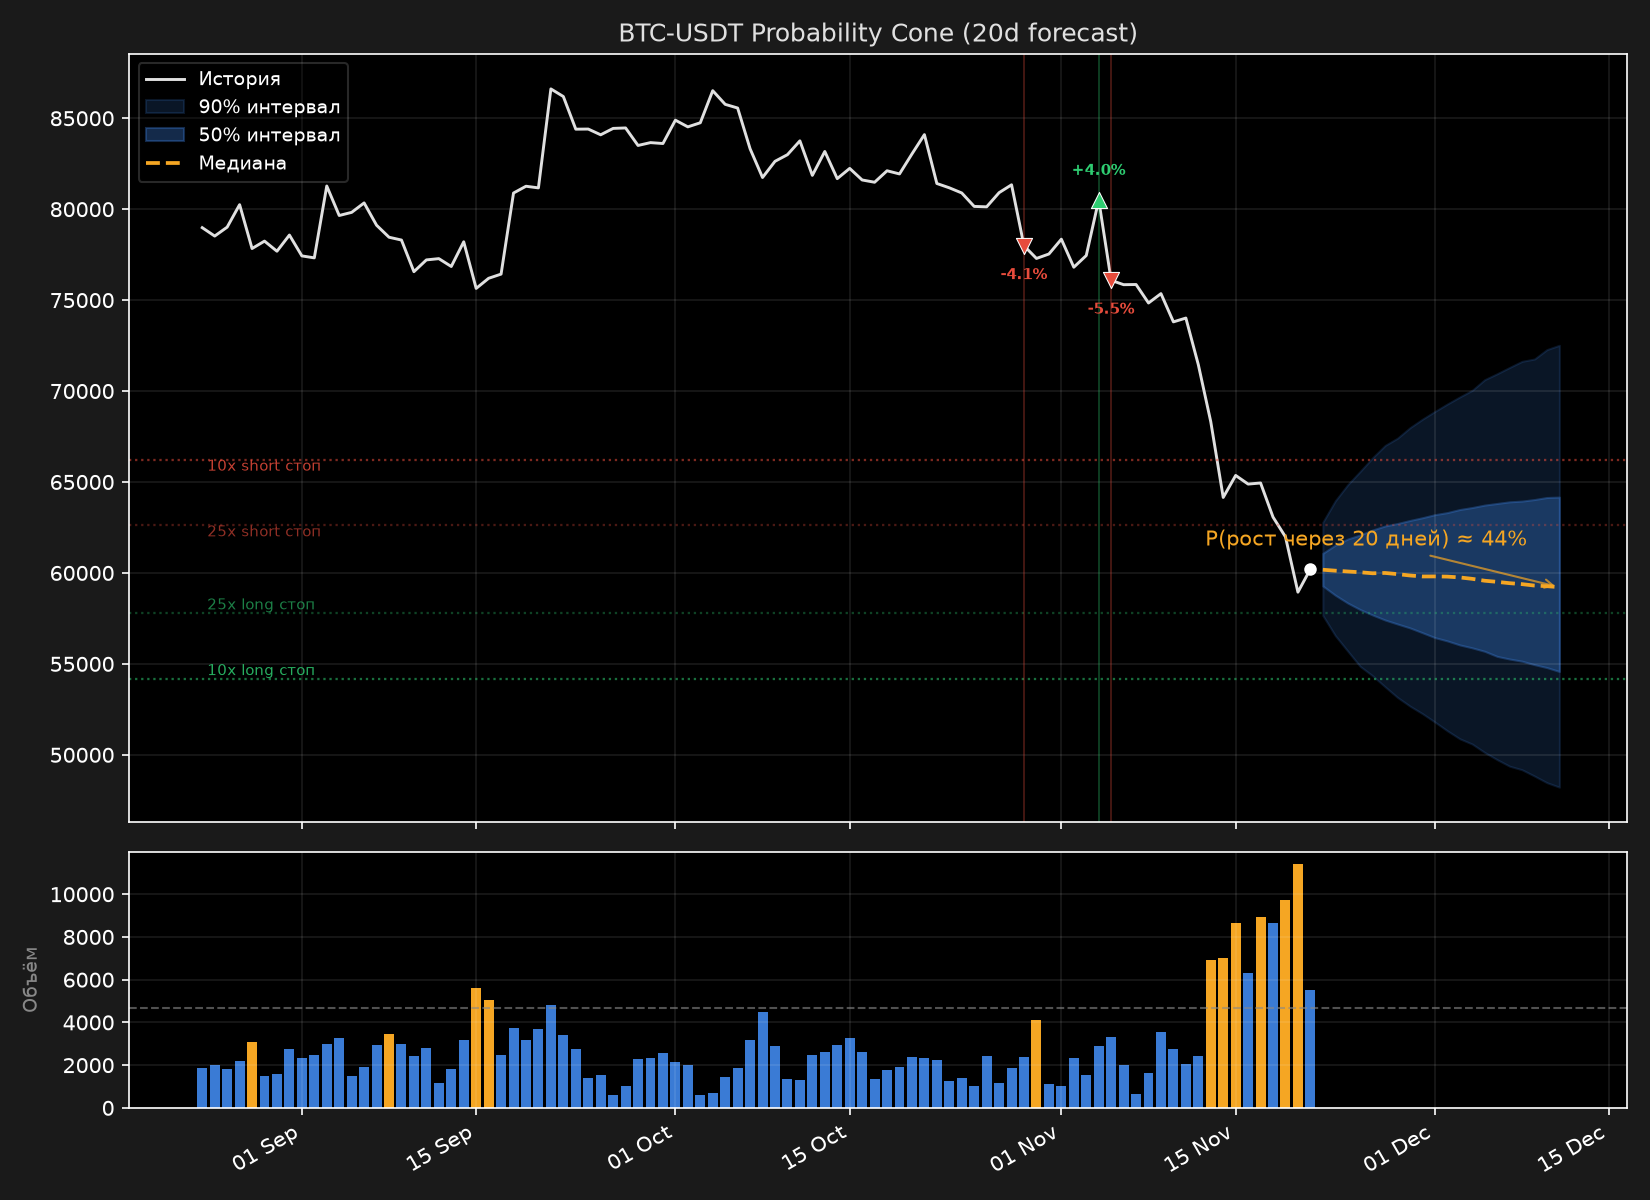 BTC-USDT Probability Cone (20d forecast)
История
90% интервал
50% интервал
Медиана
85000
80000
75000
70000
65000
60000
55000
50000
+4.0%
-4.1%
-5.5%
10x short стоп
25x short стоп
P(рост через 20 дней) ≈ 44%
25x long стоп
10x long стоп
Объём
10000
8000
6000
4000
2000
0
01 Sep
15 Sep
01 Oct
15 Oct
01 Nov
15 Nov
01 Dec
15 Dec